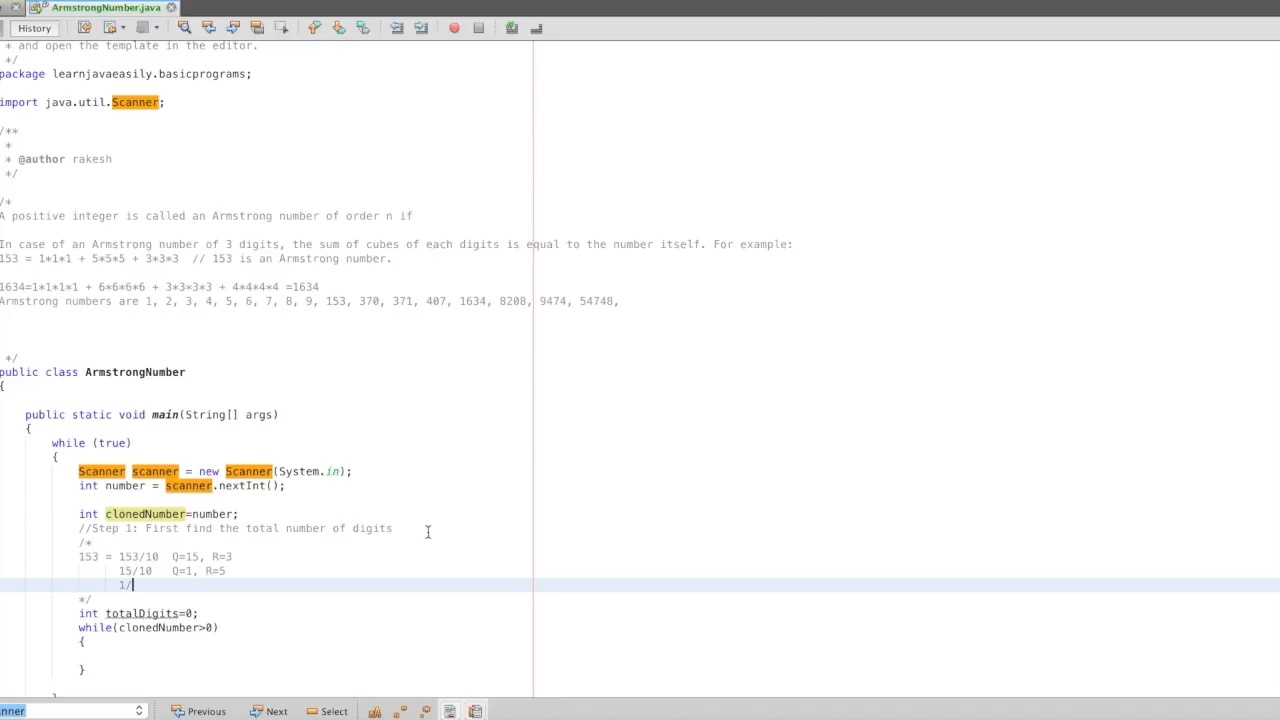 ArmstrongNumber.java
History
* and open the template in the editor.
*/
package learnjavaeasily.basicprograms;
import java.util.Scanner;
/**
*
* @author rakesh
*/
/*
A positive integer is called an Armstrong number of order n if
In case of an Armstrong number of 3 digits, the sum of cubes of each digits is equal to the number itself. For example:
153 = 1*1*1 + 5*5*5 + 3*3*3  // 153 is an Armstrong number.
1634=1*1*1*1 + 6*6*6*6 + 3*3*3*3 + 4*4*4*4 =1634
Armstrong numbers are 1, 2, 3, 4, 5, 6, 7, 8, 9, 153, 370, 371, 407, 1634, 8208, 9474, 54748,
*/
public class ArmstrongNumber
{
public static void main(String[] args)
{
while (true)
{
Scanner scanner = new Scanner(System.in);
int number = scanner.nextInt();
int clonedNumber=number;
//Step 1: First find the total number of digits
/*
153 = 153/10  Q=15, R=3
15/10   Q=1, R=5
1/
*/
int totalDigits=0;
while(clonedNumber>0)
{
}
nner
Previous
Next
Select